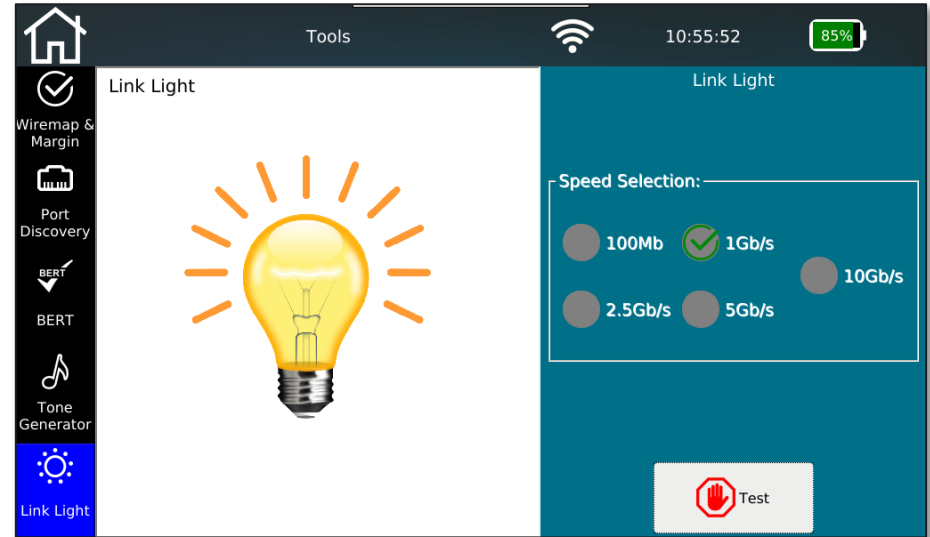 Tools
10:55:52
85%
Wiremap &
Margin
Port
Discovery
BERT
BERT
Tone
Generator
Link Light
Link Light
Link Light
Speed Selection:
100Mb
1Gb/s
10Gb/s
2.5Gb/s
5Gb/s
Test